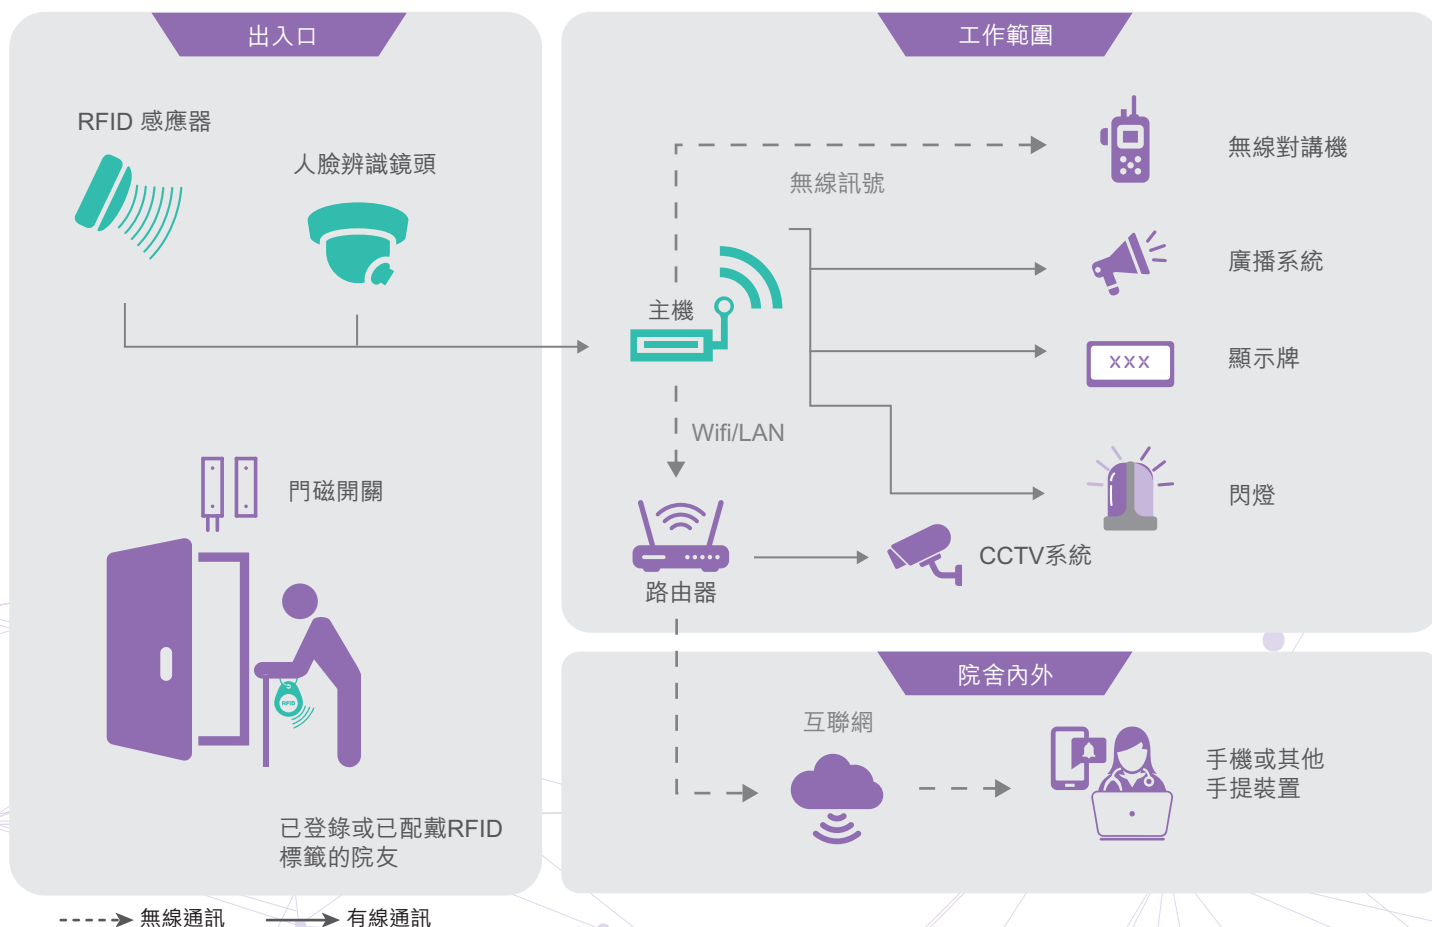 出入口
RFID 感應器
人臉辨識鏡頭
門磁開關
RFID
已登錄或已配戴RFID
標籤的院友
工作範圍
無線對講機
無線訊號
廣播系統
主機
顯示牌
XXX
Wifi/LAN
閃燈
CCTV系統
路由器
院舍內外
互聯網
手機或其他
手提裝置
無線通訊
有線通訊